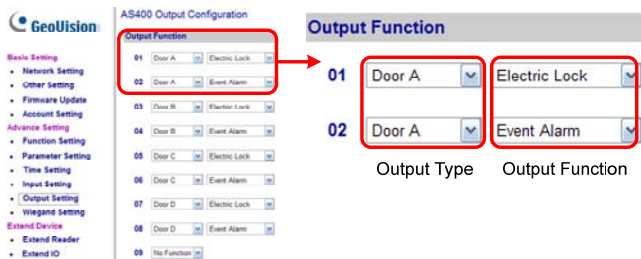 GeoVision
Basic Setting
Network Setting
Other Setting
Firmware Update
Account Setting
Advance Setting
Function Setting
Parameter Setting
Time Setting
Input Setting
Output Setting
Wiegand Setting
Extend Device
Extend Reader
Extend IO
AS400 Output Configuration
Output Function
01 Door A Electric Lock
02 Door A Event Alarm
03 Door B Electric Lock
04 Door B Event Alarm
05 Door C Electric Lock
06 Door C Event Alarm
07 Door D Electric Lock
08 Door D Event Alarm
09 No Function
Output Function
01 Door A Electric Lock
02 Door A Event Alarm
Output Type Output Function